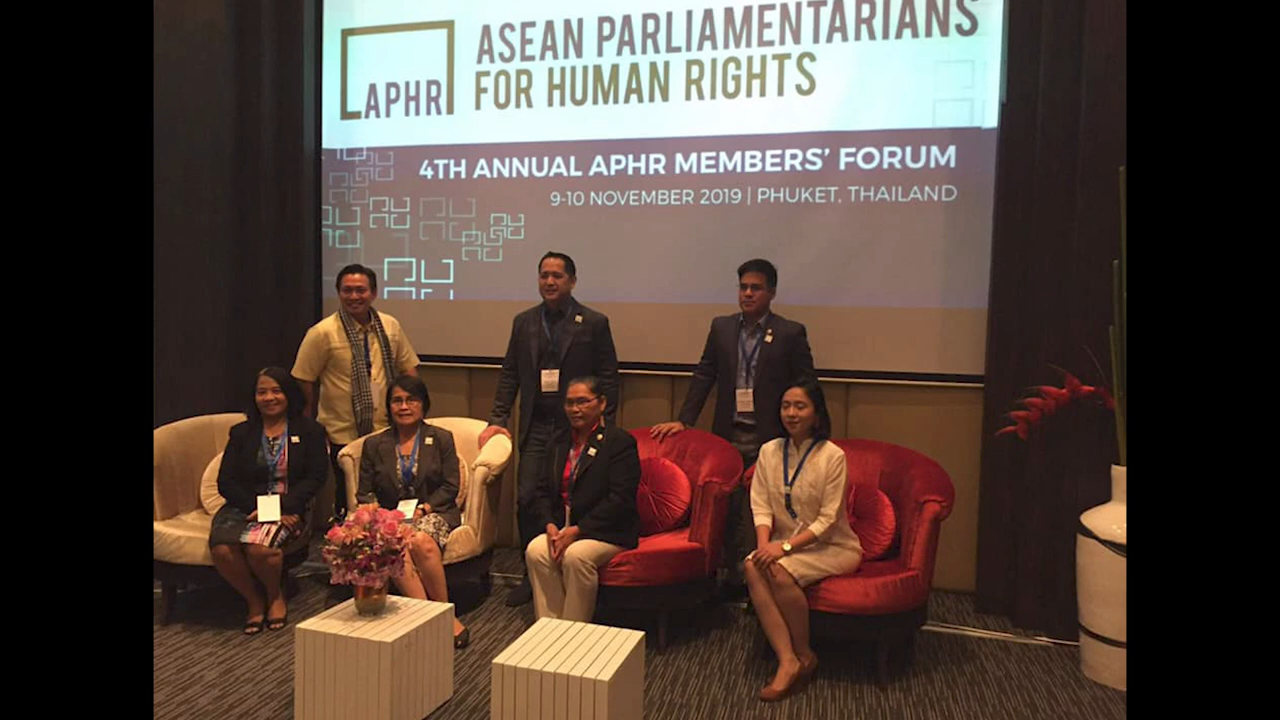 APHR
ASEAN PARLIAMENTARIANS
FOR HUMAN RIGHTS
4TH ANNUAL APHR MEMBERS' FORUM
9-10 NOVEMBER 2019 | PHUKET, THAILAND